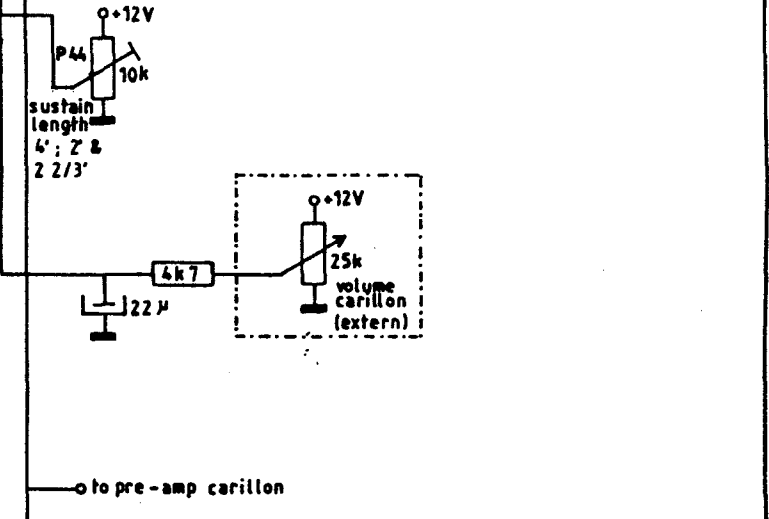 +12V
P44
10k
sustain
length
4'; 2' &
2 2/3'
+12V
25k
4k7
volume
carillon
(extern)
22 µ
to pre-amp carillon